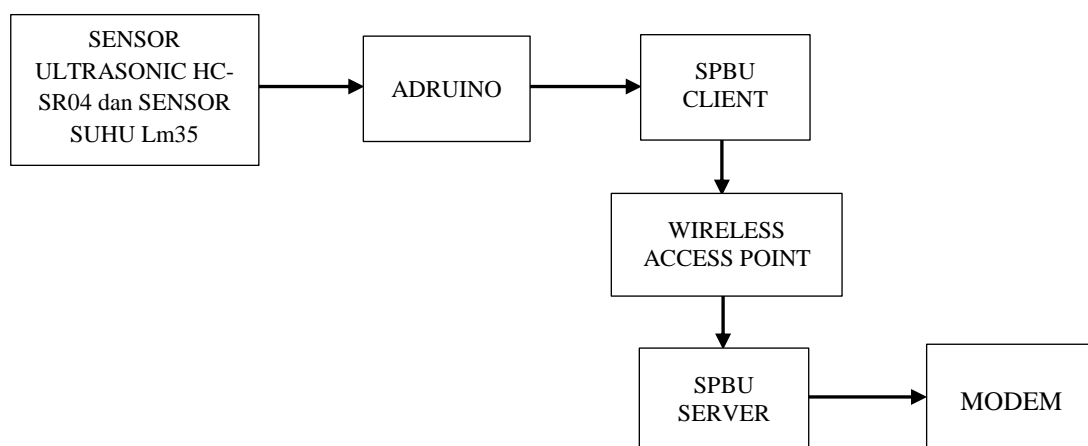 SENSOR
ULTRASONIC HC-
SR04 dan SENSOR
SUHU Lm35
ADRUINO
SPBU
CLIENT
WIRELESS
ACCESS POINT
SPBU
SERVER
MODEM